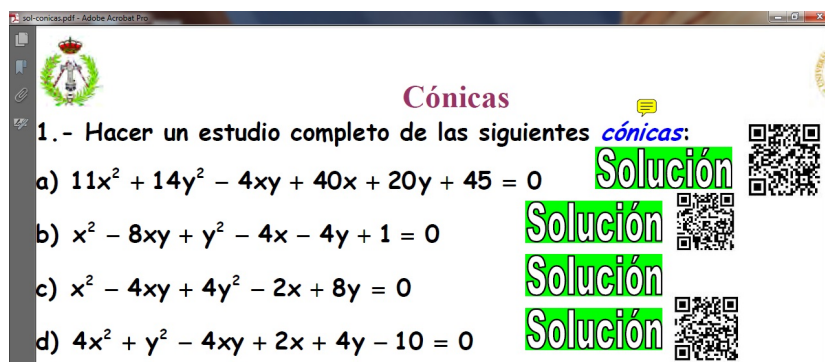 sol-conicas.pdf - Adobe Acrobat Pro
Cónicas
1.- Hacer un estudio completo de las siguientes cónicas:
a) 11x² + 14y² - 4xy + 40x + 20y + 45 = 0 Solución
b) x² - 8xy + y² - 4x - 4y + 1 = 0 Solución
c) x² - 4xy + 4y² - 2x + 8y = 0 Solución
d) 4x² + y² - 4xy + 2x + 4y - 10 = 0 Solución